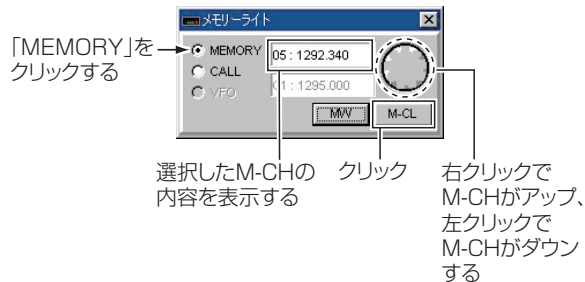 メモリーライト
「MEMORY」を
クリックする
MEMORY
05 : 1292.340
CALL
01 : 1295.000
VFO
MW
M-CL
選択したM-CHの
内容を表示する
クリック
右クリックで
M-CHがアップ、
左クリックで
M-CHがダウン
する